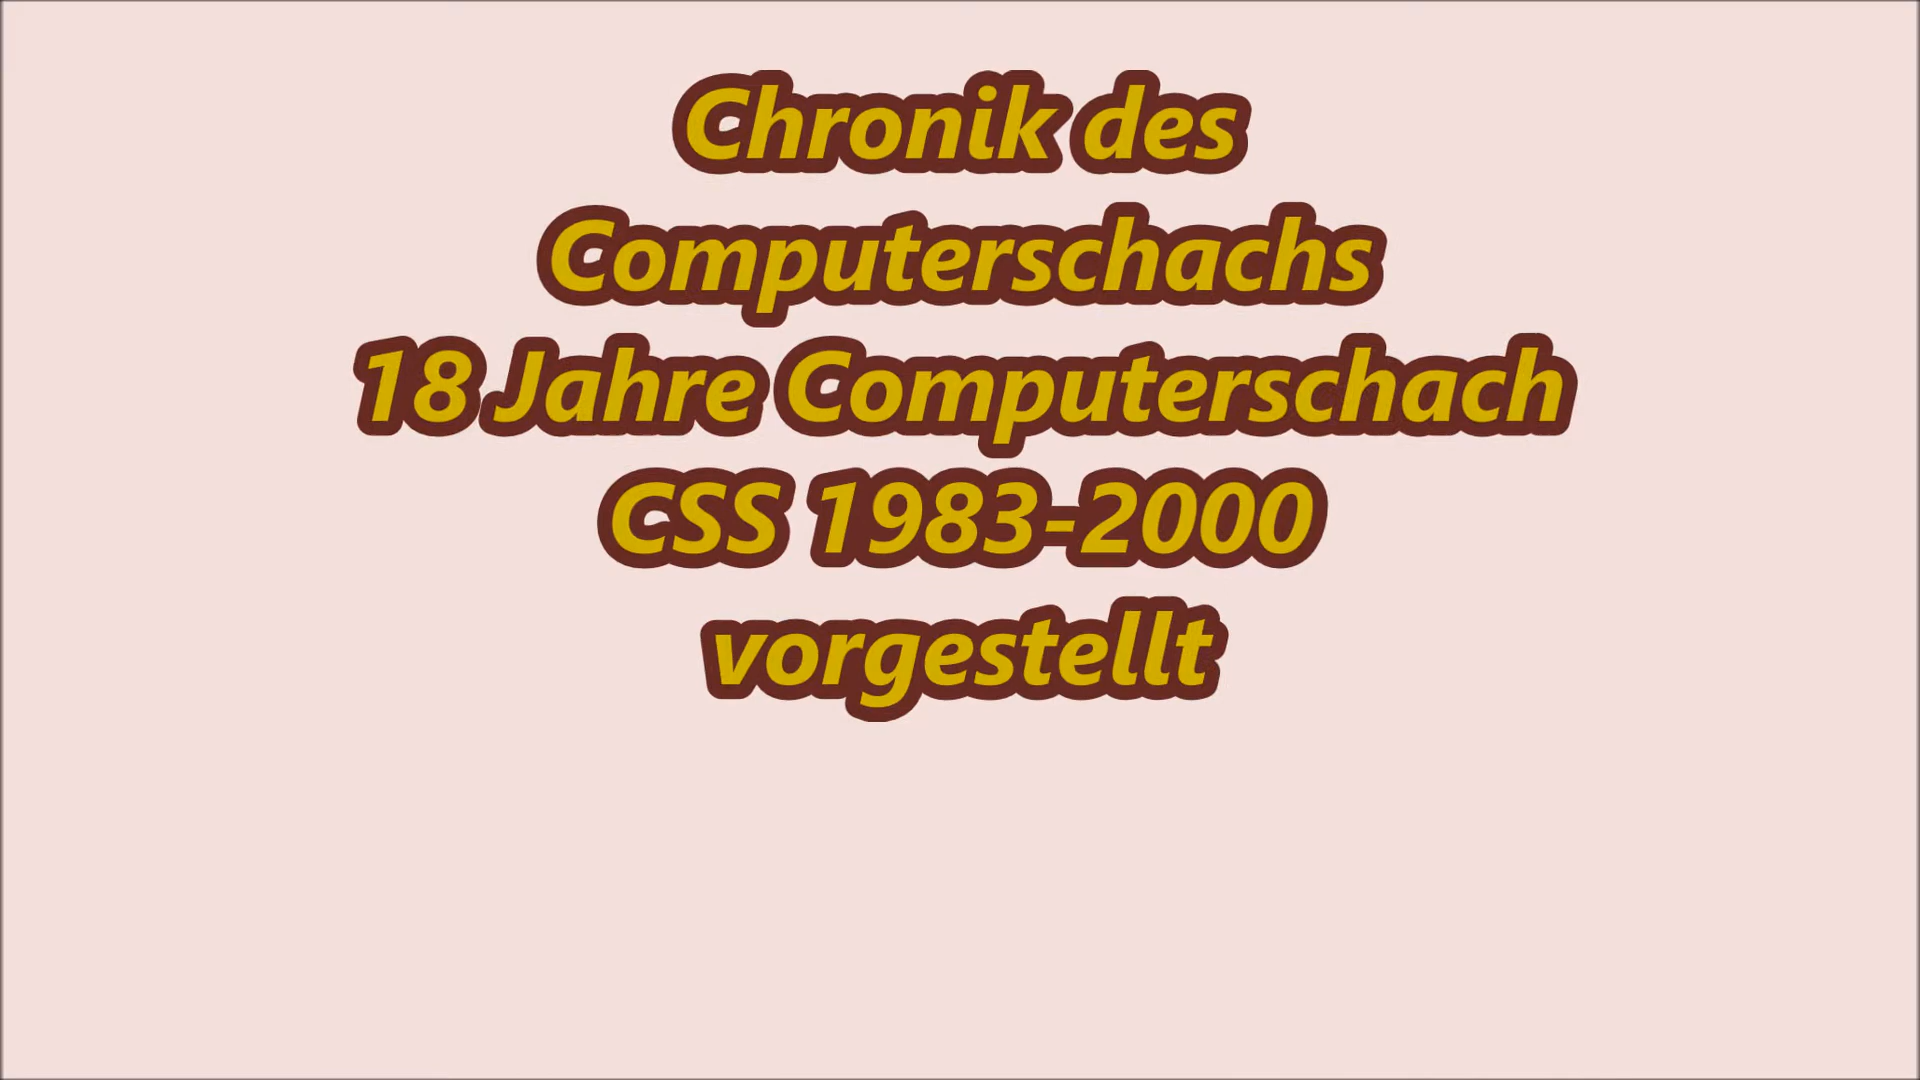 Chronik des
Computerschachs
18 Jahre Computerschach
CSS 1983-2000
vorgestellt